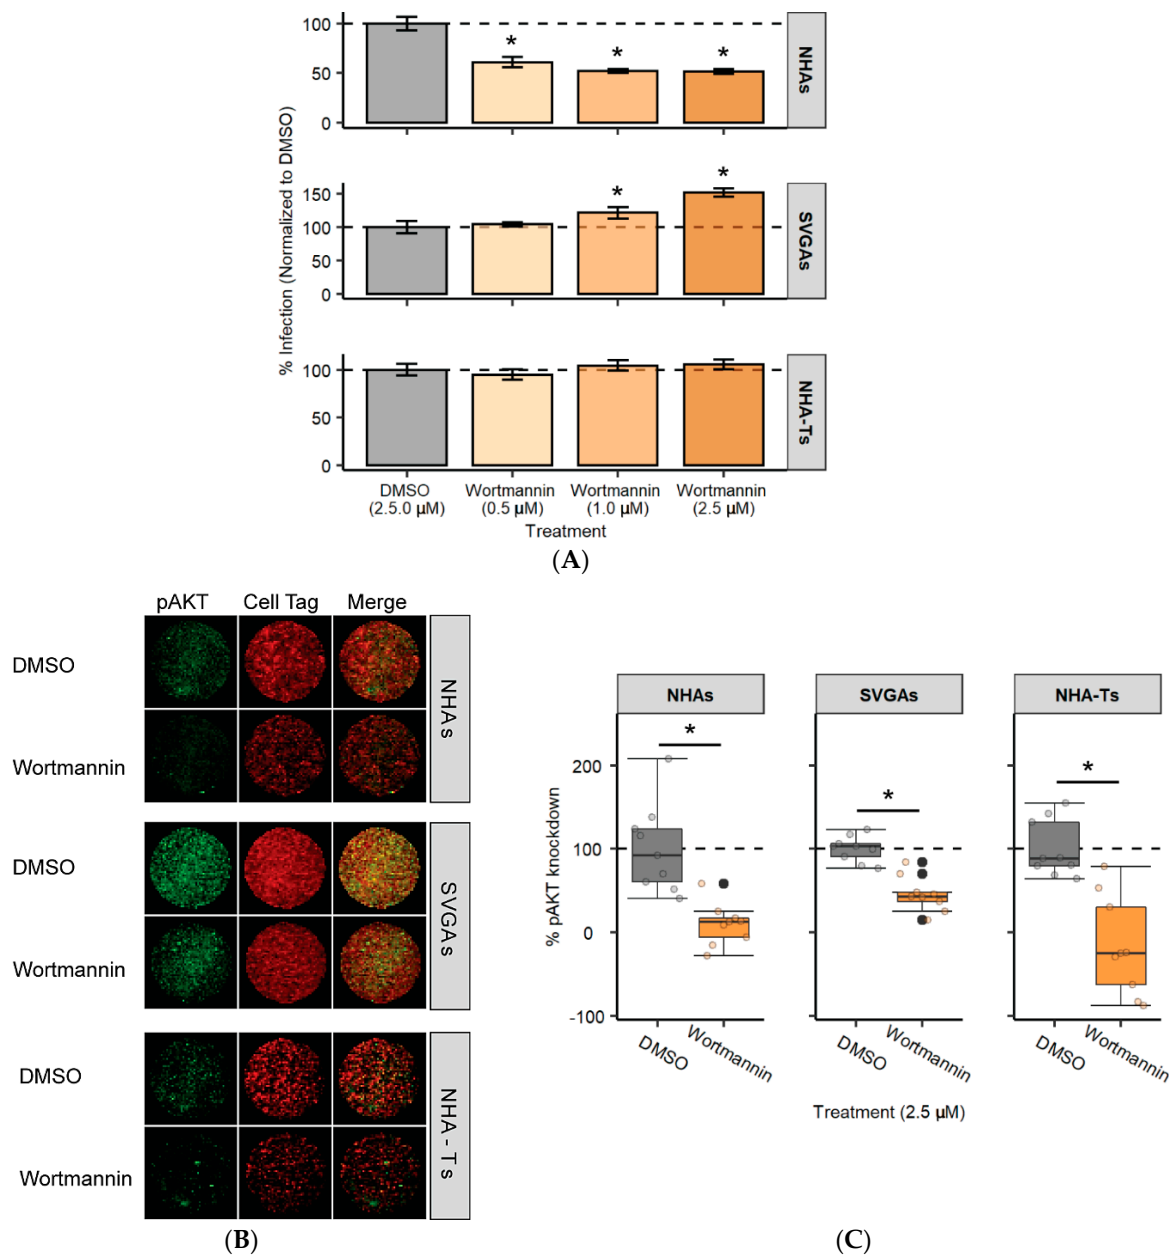 % Infection (Normalized to DMSO)
100
50
0
*
*
*
NHAs
150
100
50
0
*
*
SVGAs
100
50
0
NHA-Ts
DMSO Wortmannin Wortmannin Wortmannin
(2.5.0 µM) (0.5 µM) (1.0 µM) (2.5 µM)
Treatment
(A)
pAKT Cell Tag Merge
DMSO
Wortmannin
NHAs
DMSO
Wortmannin
SVGAs
DMSO
Wortmannin
NHA - Ts
(B)
NHAs SVGAs NHA-Ts
% pAKT knockdown
200
100
0
-100
*
*
*
DMSO Wortmannin DMSO Wortmannin DMSO Wortmannin
Treatment (2.5 µM)
(C)